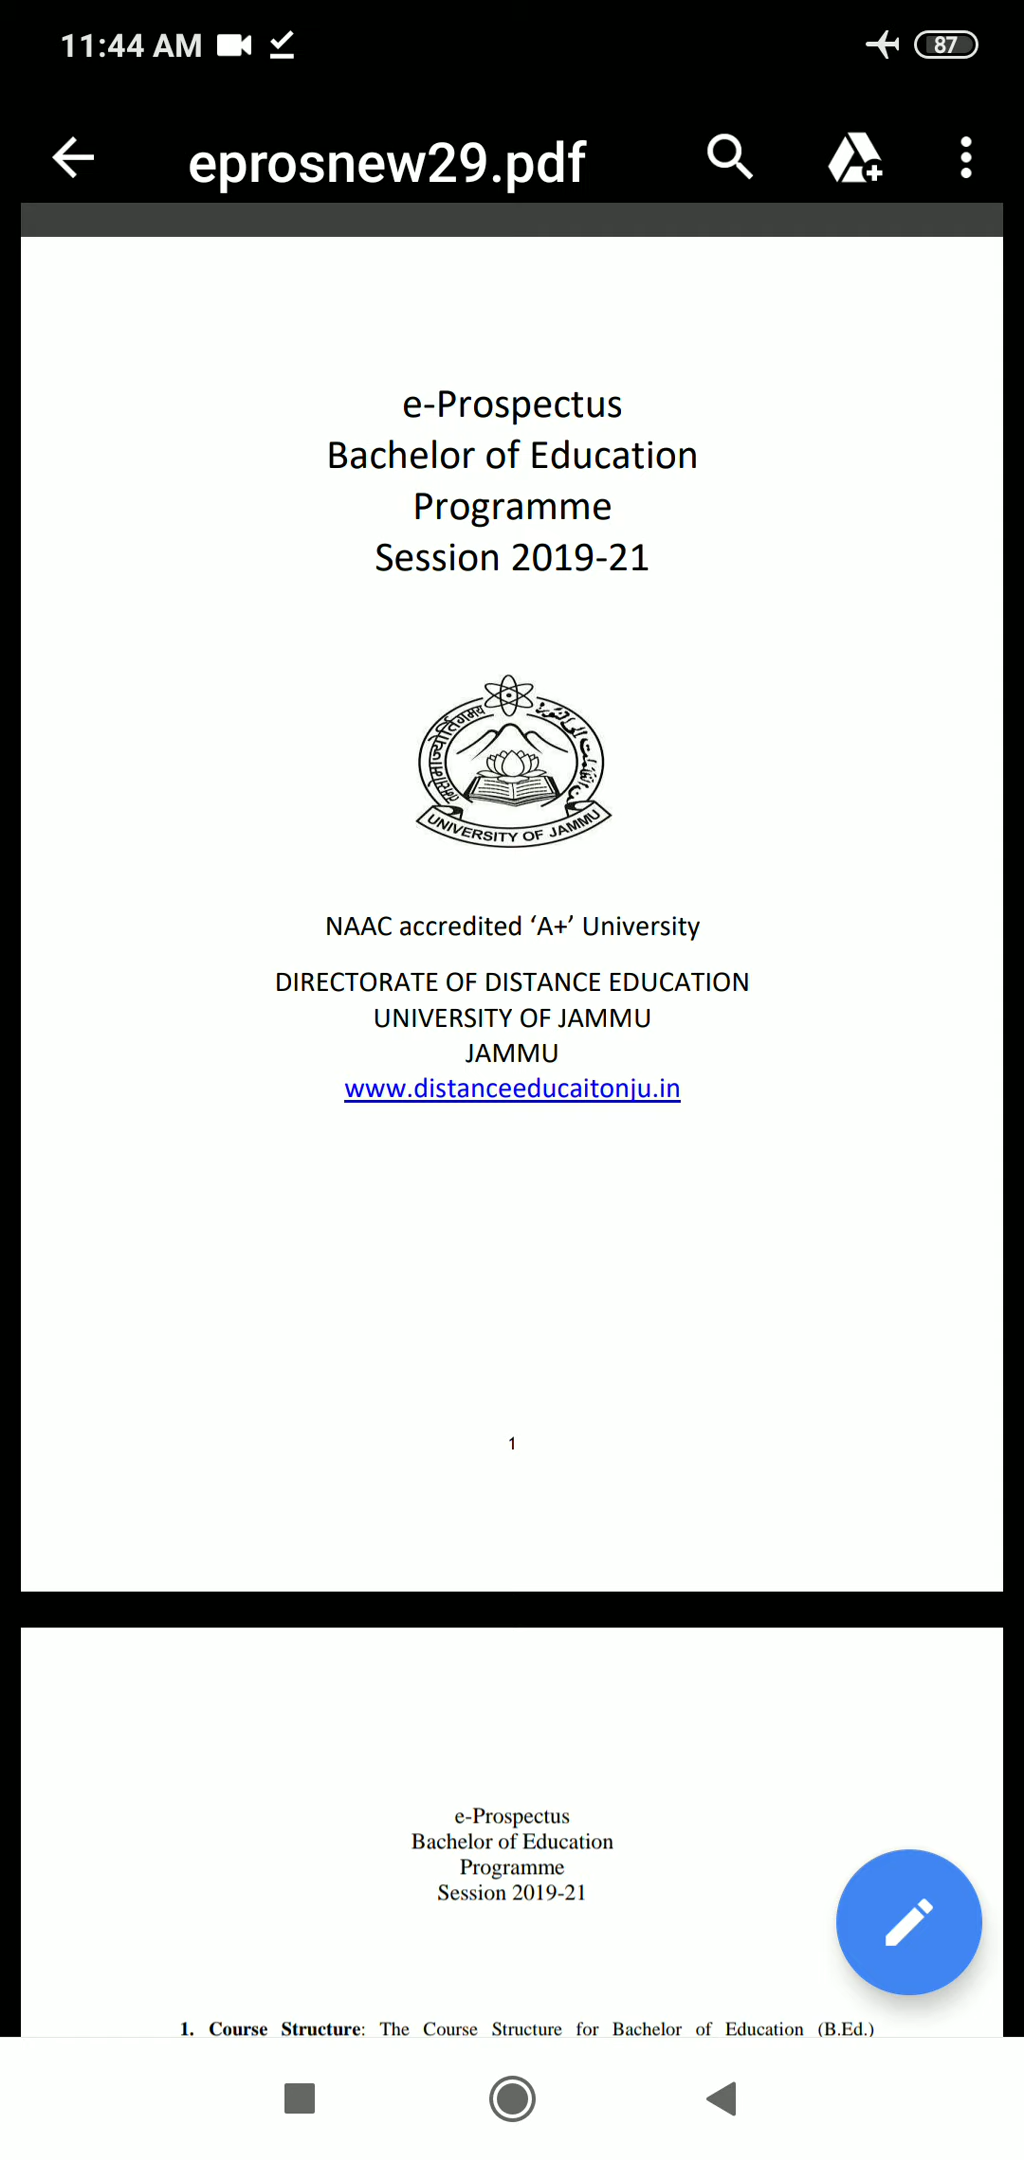 11:44 AM
87
eprosnew29.pdf
e-Prospectus
Bachelor of Education
Programme
Session 2019-21
तमसोमाज्योतिर्गमय
UNIVERSITY OF JAMMU
NAAC accredited ‘A+’ University
DIRECTORATE OF DISTANCE EDUCATION
UNIVERSITY OF JAMMU
JAMMU
www.distanceeducaitonju.in
1
e-Prospectus
Bachelor of Education
Programme
Session 2019-21
1. Course Structure: The Course Structure for Bachelor of Education (B.Ed.)